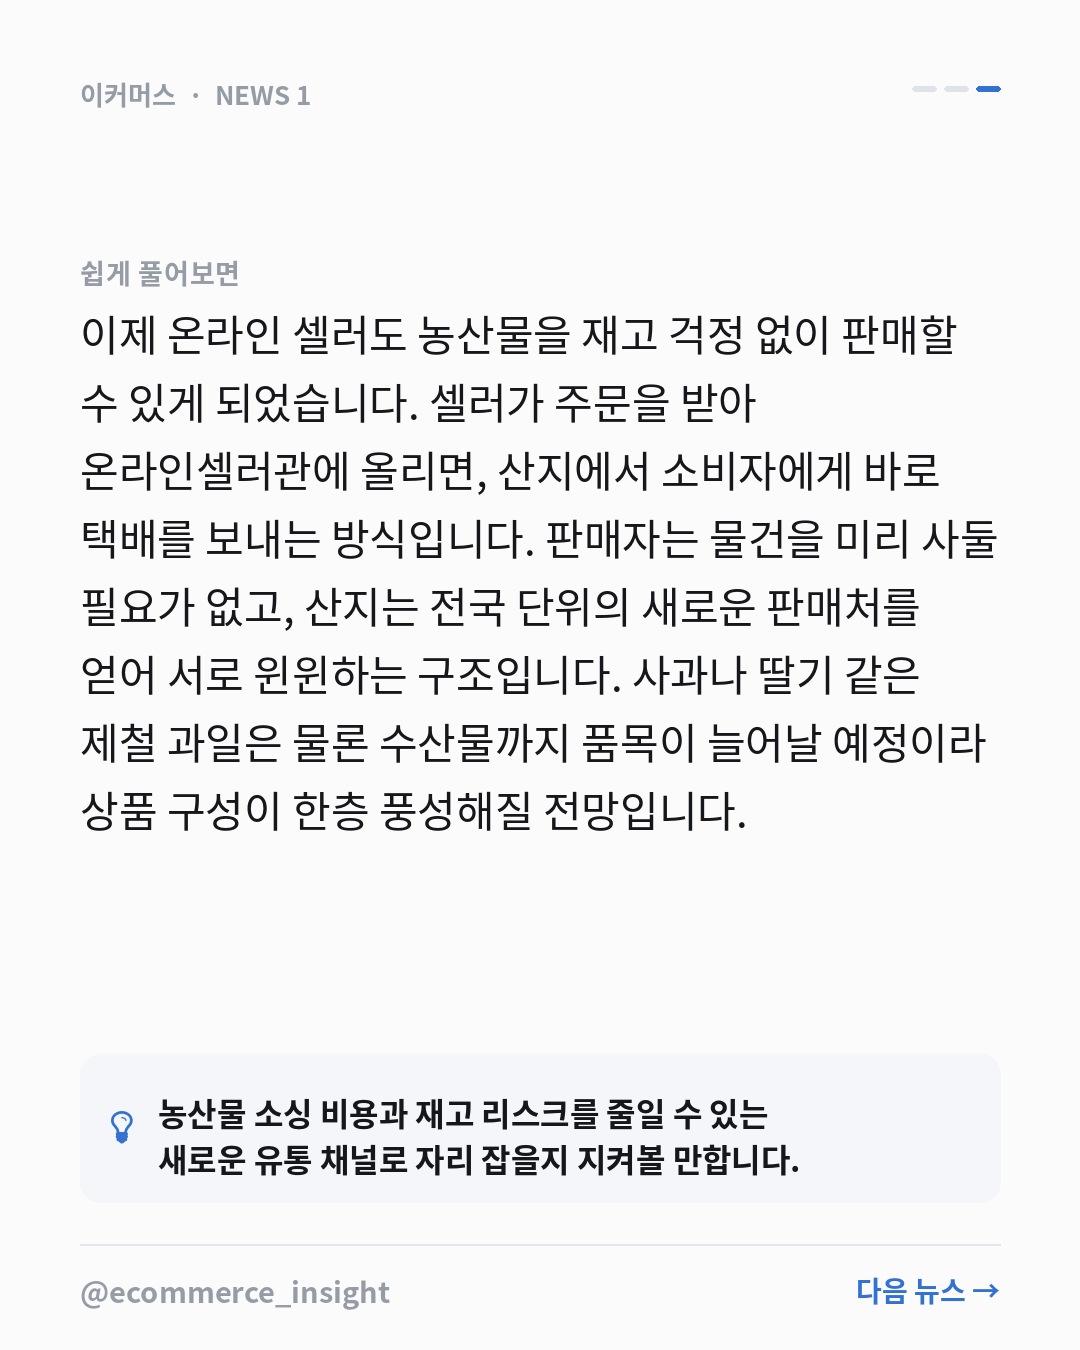 이커머스 · NEWS 1
쉽게 풀어보면
이제 온라인 셀러도 농산물을 재고 걱정 없이 판매할
수 있게 되었습니다. 셀러가 주문을 받아
온라인셀러관에 올리면, 산지에서 소비자에게 바로
택배를 보내는 방식입니다. 판매자는 물건을 미리 사둘
필요가 없고, 산지는 전국 단위의 새로운 판매처를
얻어 서로 윈윈하는 구조입니다. 사과나 딸기 같은
제철 과일은 물론 수산물까지 품목이 늘어날 예정이라
상품 구성이 한층 풍성해질 전망입니다.
농산물 소싱 비용과 재고 리스크를 줄일 수 있는
새로운 유통 채널로 자리 잡을지 지켜볼 만합니다.
@ecommerce_insight
다음 뉴스 →